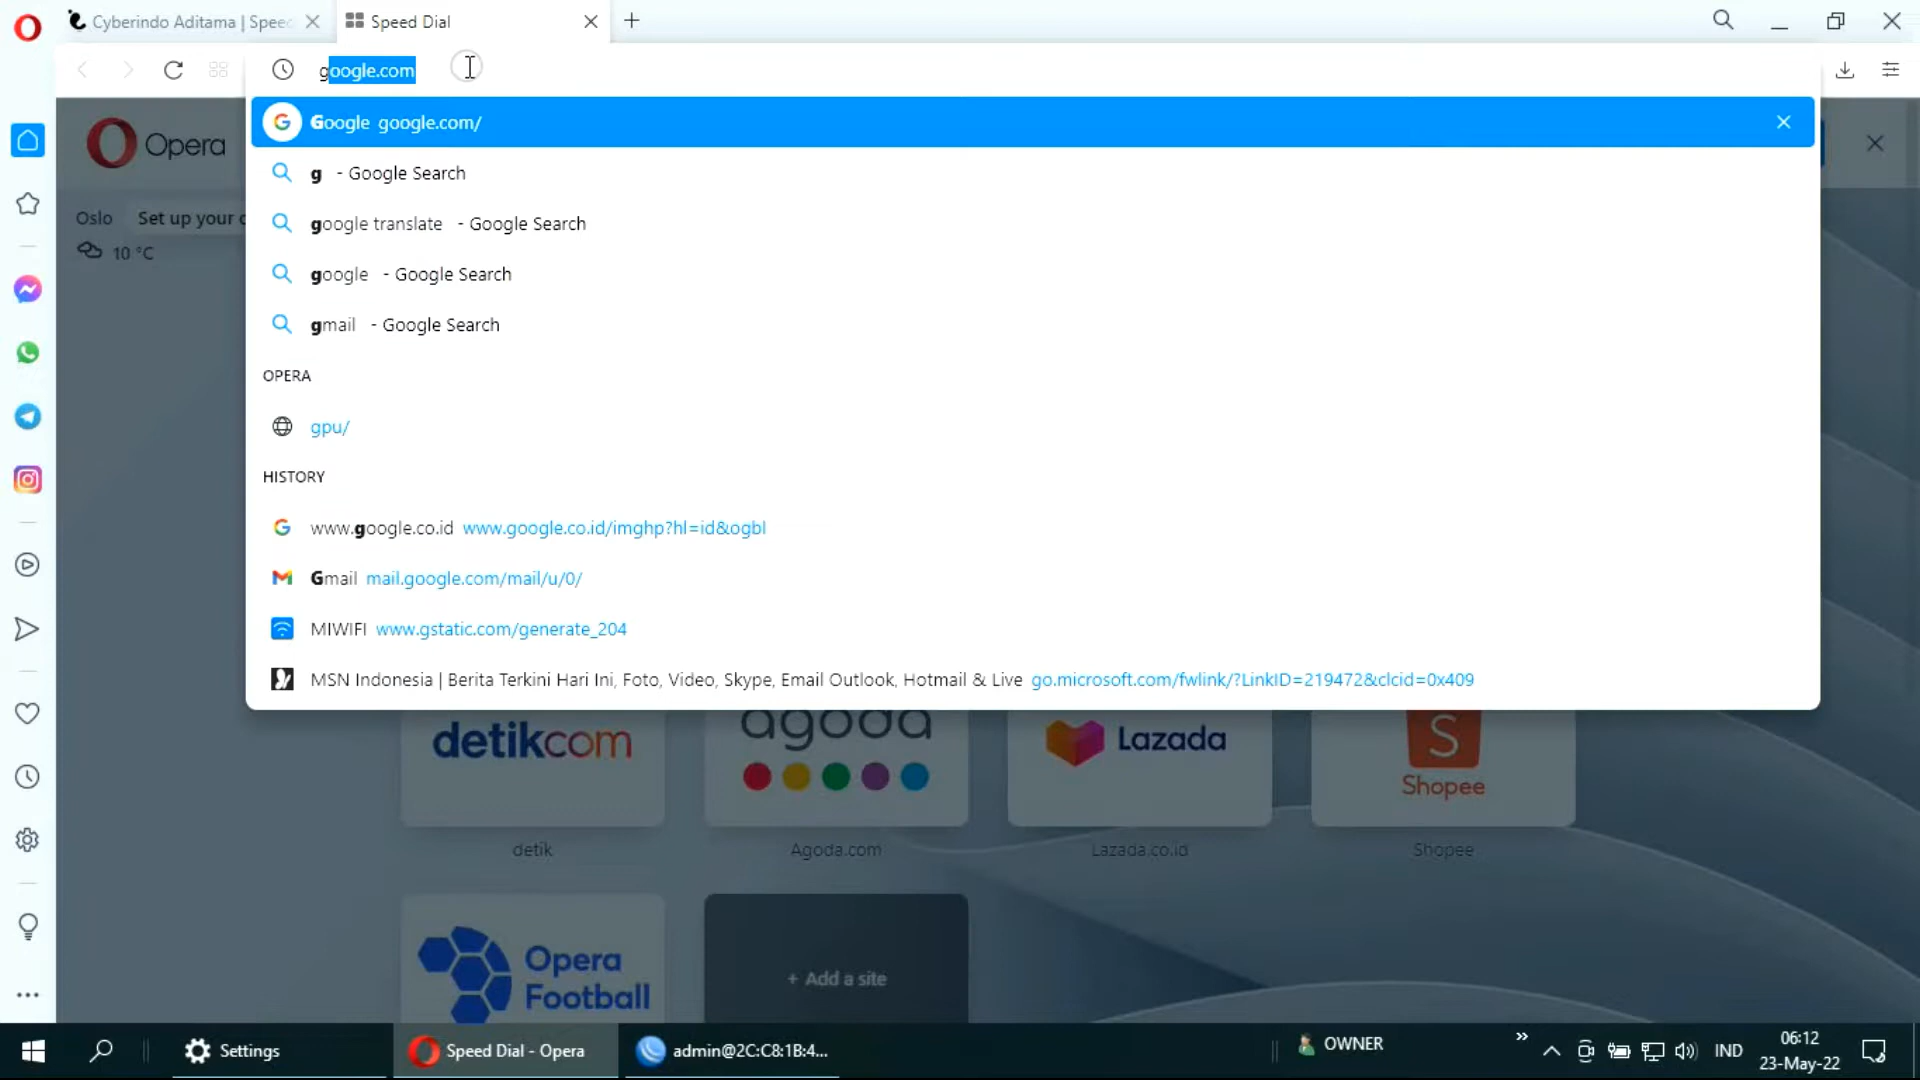 Cyberindo Aditama | Speed
Speed Dial
google.com
Google google.com/
g - Google Search
google translate - Google Search
google - Google Search
gmail - Google Search
OPERA
gpu/
HISTORY
www.google.co.id www.google.co.id/imghp?hl=id&ogbl
Gmail mail.google.com/mail/u/0/
MIWIFI www.gstatic.com/generate_204
MSN Indonesia | Berita Terkini Hari Ini, Foto, Video, Skype, Email Outlook, Hotmail & Live go.microsoft.com/fwlink/?LinkID=219472&clcid=0x409
Opera
Oslo Set up your
10 °C
detikcom
agoda
Lazada
Shopee
detik
Agoda.com
Lazada.co.id
Shopee
Opera
Football
+ Add a site
Settings
Speed Dial - Opera
admin@2C:C8:1B:4...
OWNER
IND
06:12
23-May-22